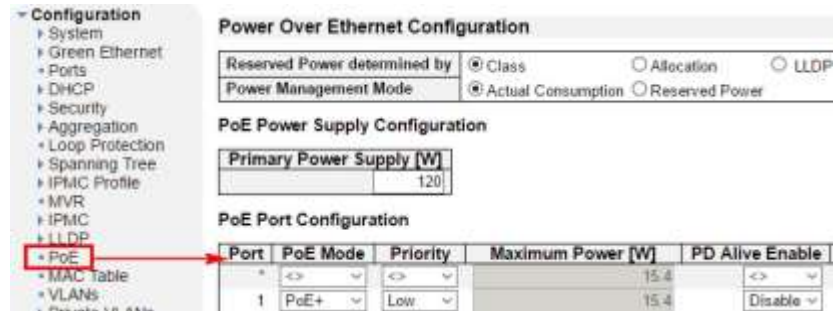 Configuration
System
Green Ethernet
Ports
DHCP
Security
Aggregation
Loop Protection
Spanning Tree
IPMC Profile
MVR
IPMC
LLDP
PoE
MAC Table
VLANs
Private VLANs
Power Over Ethernet Configuration
Reserved Power determined by Class Allocation LLDP
Power Management Mode Actual Consumption Reserved Power
PoE Power Supply Configuration
Primary Power Supply [W]
120
PoE Port Configuration
Port PoE Mode Priority Maximum Power [W] PD Alive Enable
* <> <> 15.4 <>
1 PoE+ Low 15.4 Disable